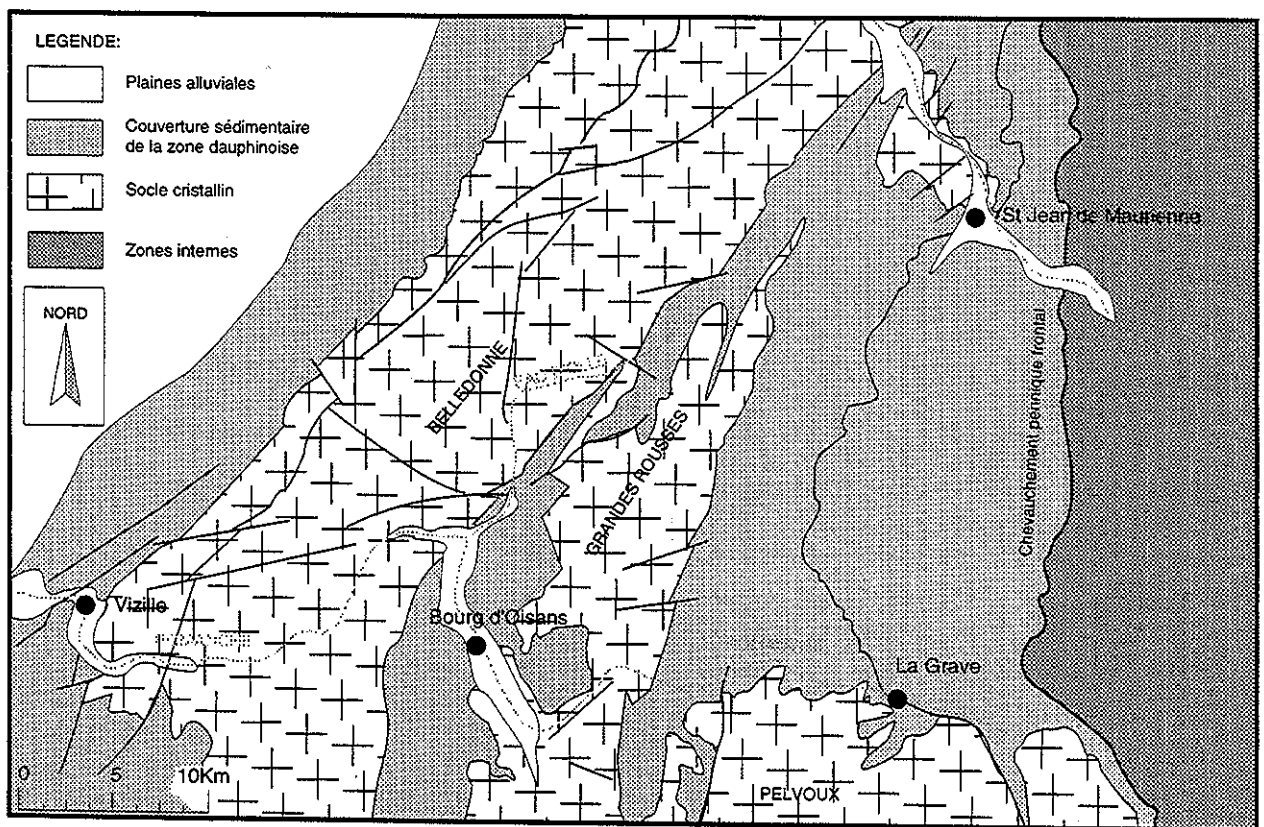 LEGENDE:
Plaines alluviales
Couverture sédimentaire
de la zone dauphinoise
Socle cristallin
Zones internes
NORD
St Jean de Maurienne
BELLEDONNE
GRANDES ROUSSES
Chevauchement pennique frontal
Vizille
Bourg d'Oisans
La Grave
0 5 10Km
PELVOUX